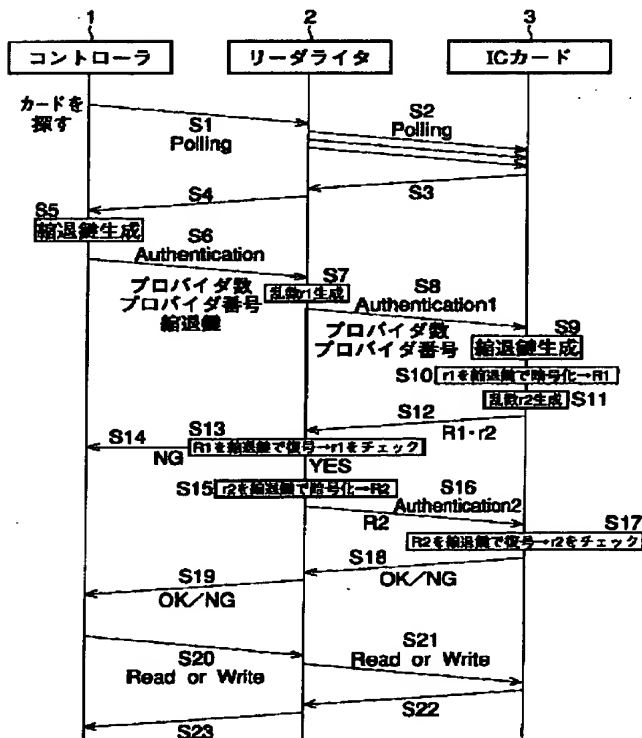 1
2
3
コントローラ
リーダライタ
ICカード
カードを
探す
S1
Polling
S2
Polling
S3
S4
S5
縮退鍵生成
S6
Authentication
プロバイダ数
プロバイダ番号
縮退鍵
S7
乱数r1生成
S8
Authentication1
プロバイダ数
プロバイダ番号
S9
縮退鍵生成
S10
r1を縮退鍵で暗号化→R1
乱数r2生成
S11
S12
R1・r2
S13
R1を縮退鍵で復号→r1をチェック
S14
NG
YES
S15
r2を縮退鍵で暗号化→R2
S16
Authentication2
R2
S17
R2を縮退鍵で復号→r2をチェック
S18
OK/NG
S19
OK/NG
S20
Read or Write
S21
Read or Write
S22
S23